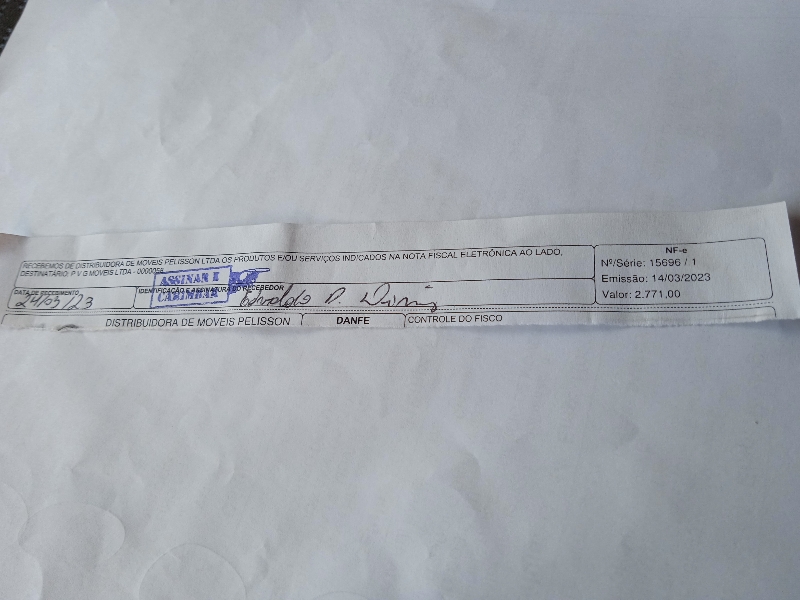 RECEBEMOS DE DISTRIBUIDORA DE MOVEIS PELISSON LTDA OS PRODUTOS E/OU SERVIÇOS INDICADOS NA NOTA FISCAL ELETRÔNICA AO LADO,
DESTINATÁRIO: P V G MOVEIS LTDA - 0000058
NF-e
Nº/Série: 15696 / 1
Emissão: 14/03/2023
Valor: 2.771,00
ASSINAR E
CARIMBAR
DATA DE RECEBIMENTO
IDENTIFICAÇÃO E ASSINATURA DO RECEBEDOR
24/03/23
DISTRIBUIDORA DE MOVEIS PELISSON
DANFE
CONTROLE DO FISCO